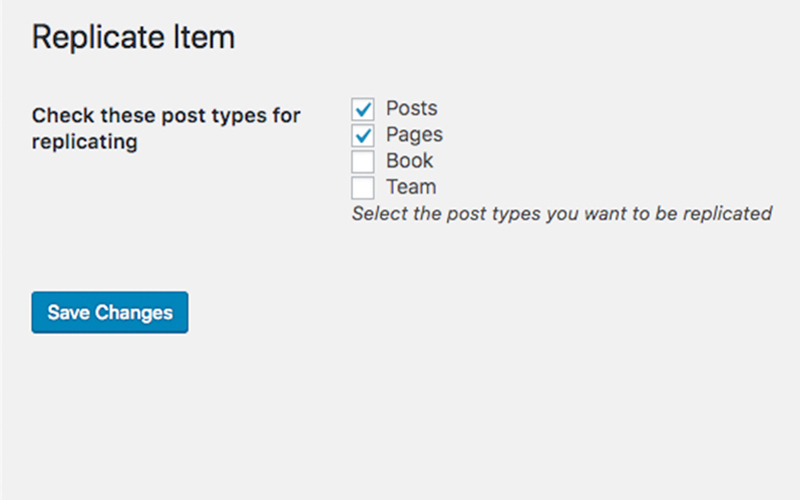 Replicate Item
Check these post types for
replicating
Posts
Pages
Book
Team
Select the post types you want to be replicated
Save Changes